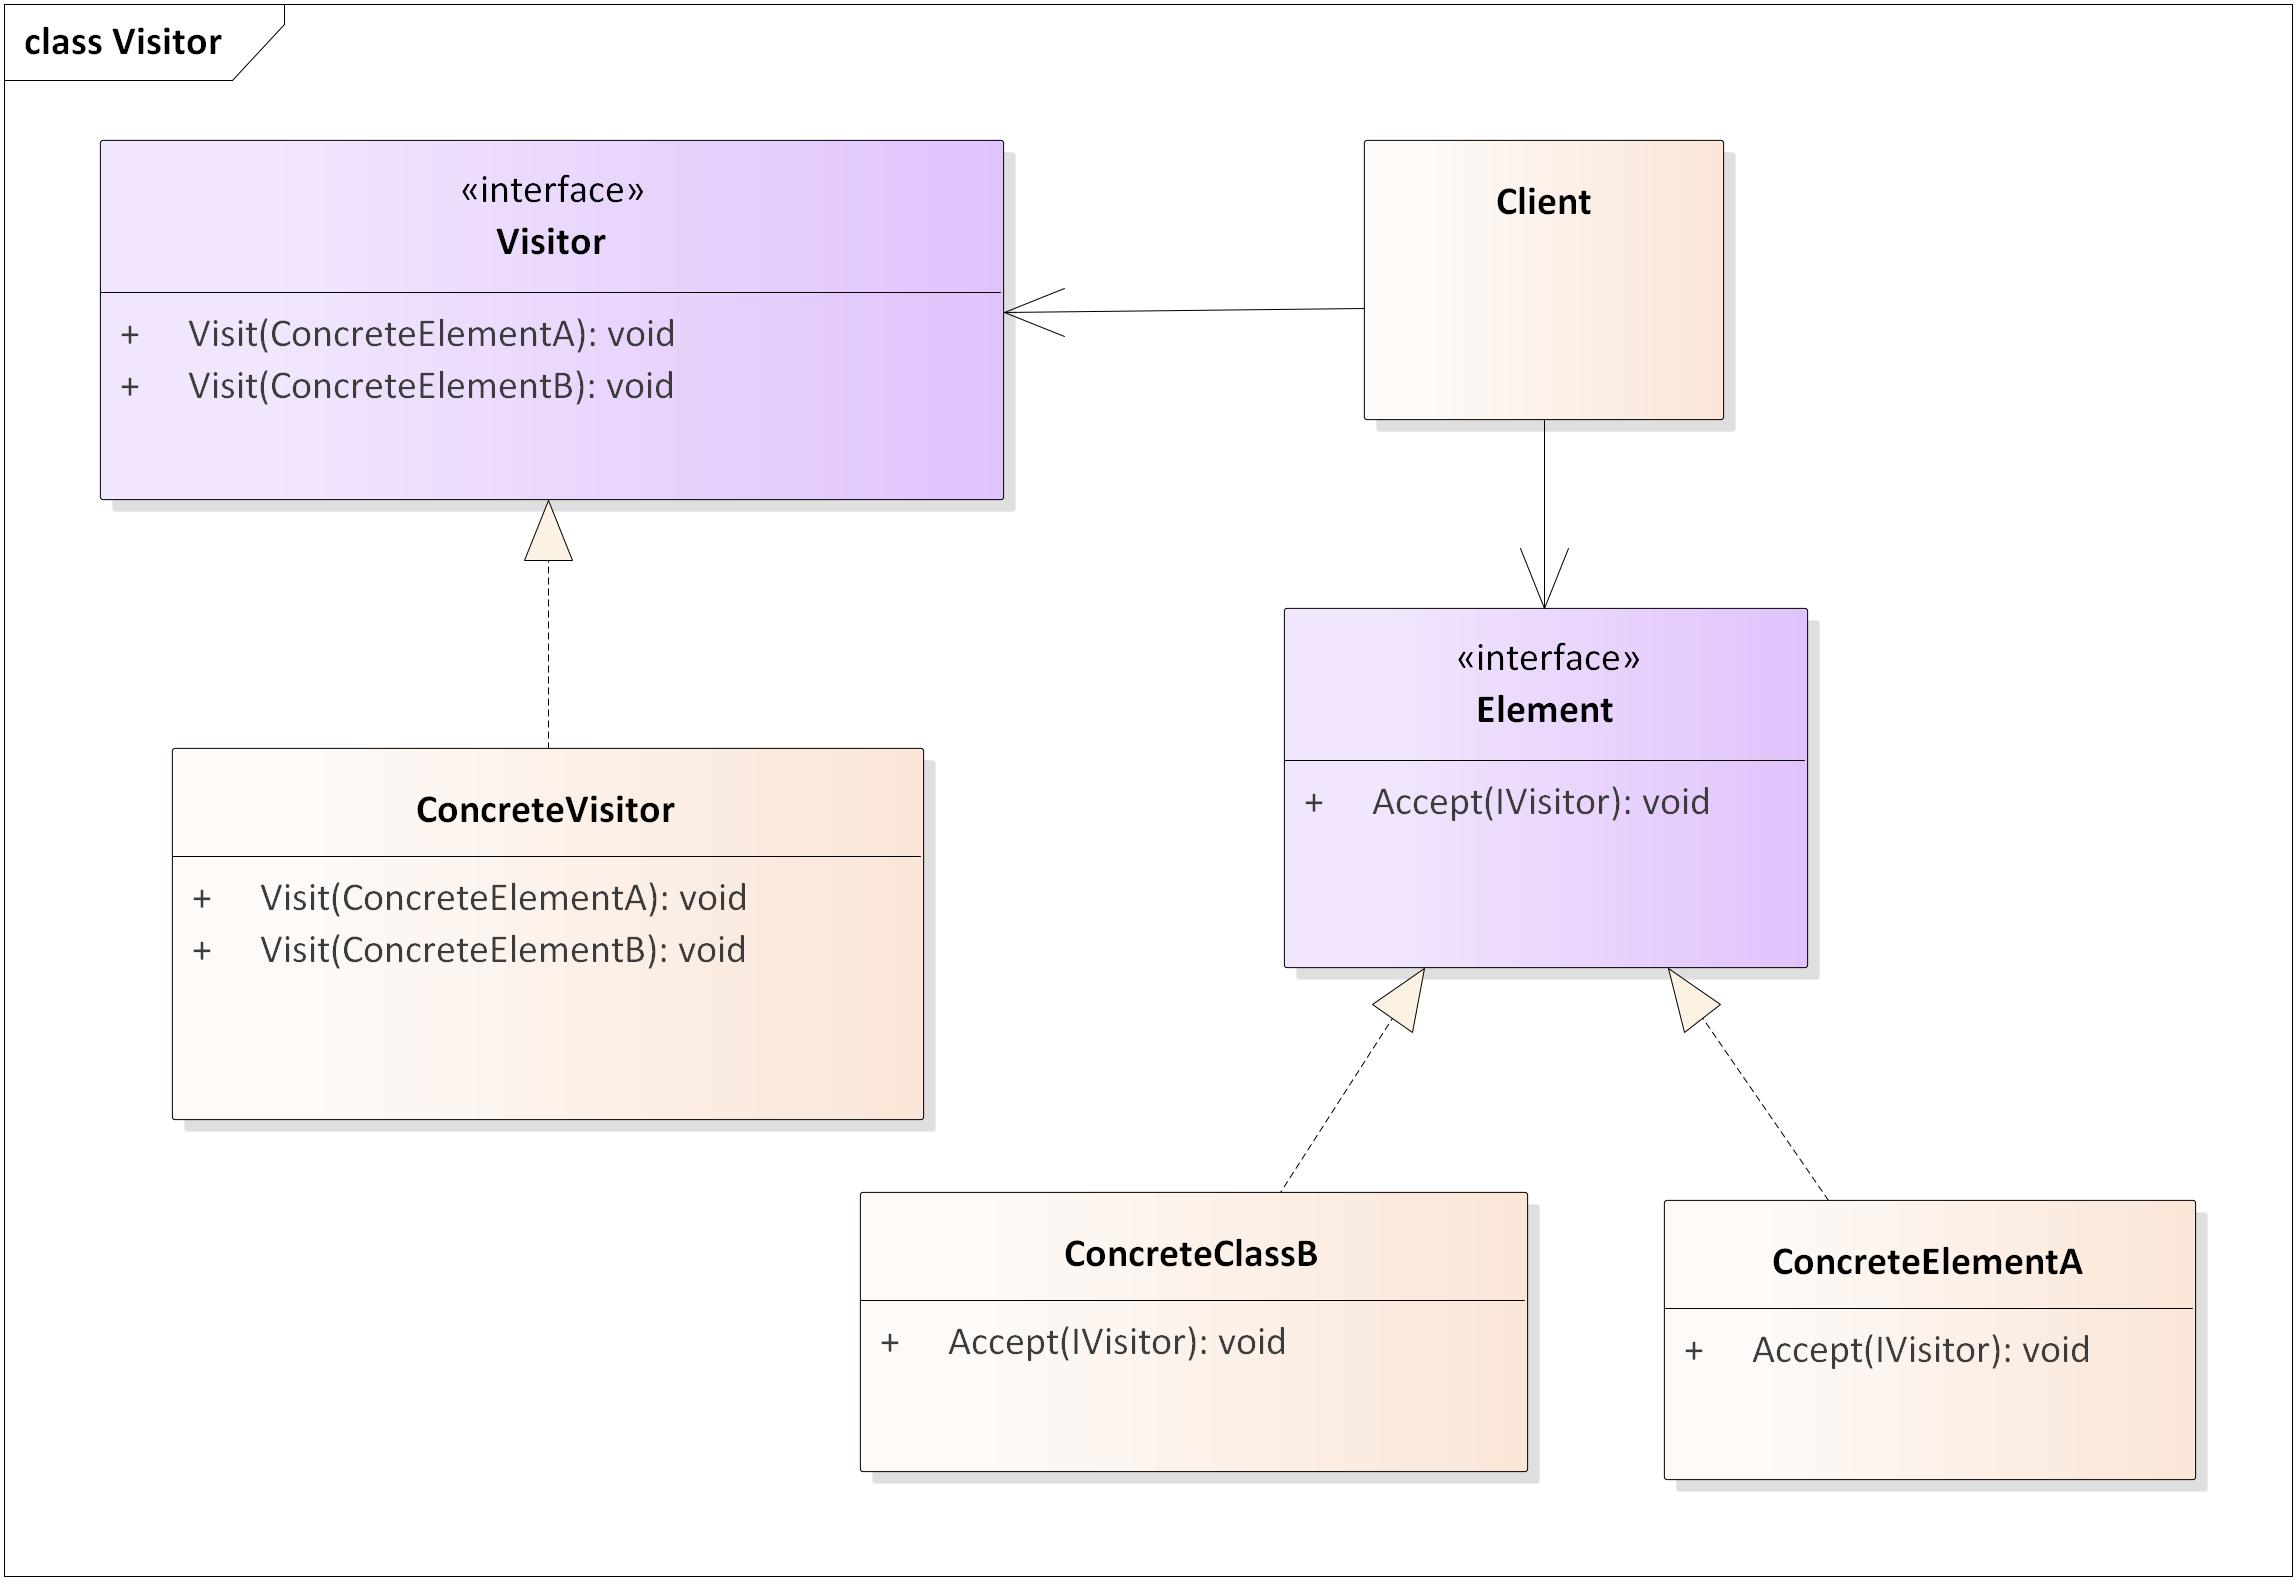 class Visitor
«interface»
Visitor
+ Visit(ConcreteElementA): void
+ Visit(ConcreteElementB): void
Client
«interface»
Element
+ Accept(IVisitor): void
ConcreteVisitor
+ Visit(ConcreteElementA): void
+ Visit(ConcreteElementB): void
ConcreteClassB
+ Accept(IVisitor): void
ConcreteElementA
+ Accept(IVisitor): void